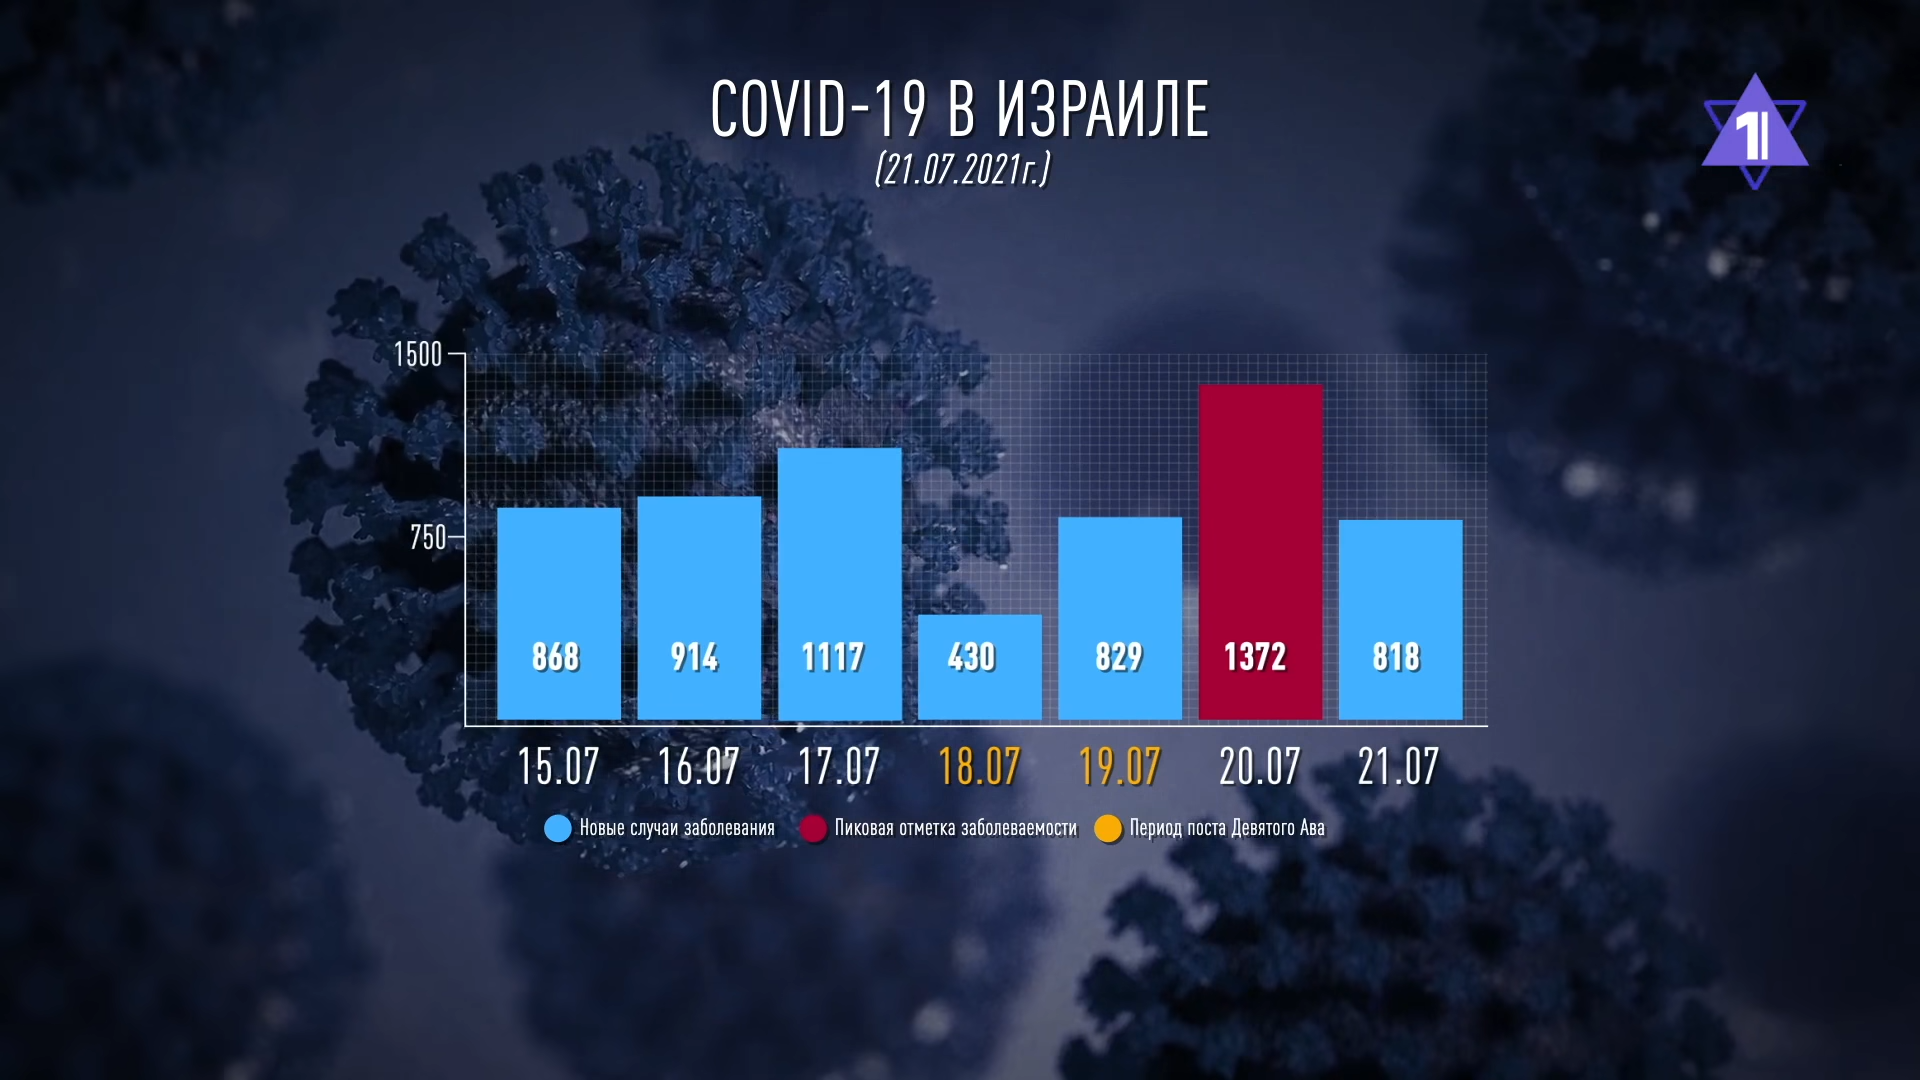 COVID-19 В ИЗРАИЛЕ
(21.07.2021г.)
1
1500
750
868 914 1117 430 829 1372 818
15.07 16.07 17.07 18.07 19.07 20.07 21.07
Новые случаи заболевания Пиковая отметка заболеваемости Период поста Девятого Ава